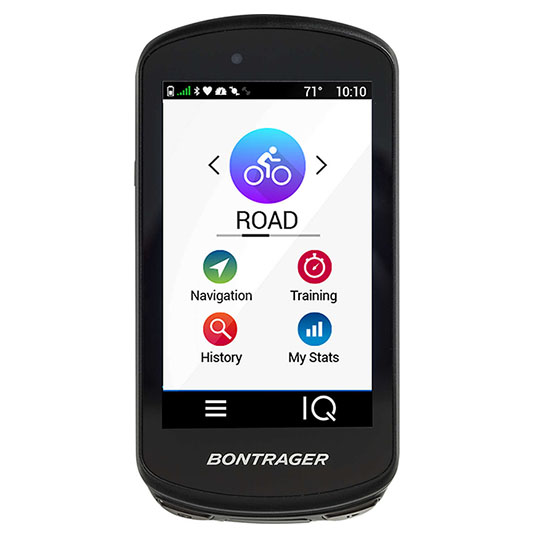 71° 10:10
ROAD
Navigation Training
History My Stats
IQ
BONTRAGER